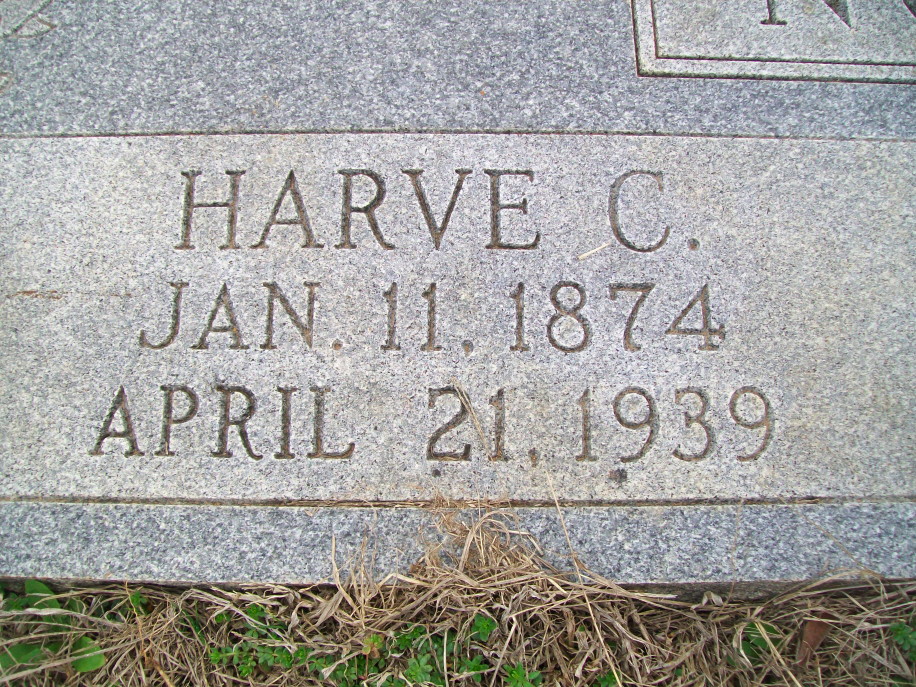 HARVE C.
JAN. 11, 1874
APRIL 21, 1939